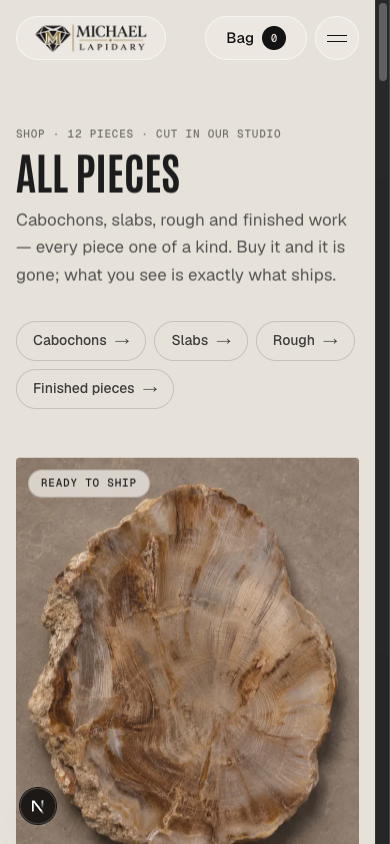 MICHAEL
LAPIDARY
Bag 0
SHOP · 12 PIECES · CUT IN OUR STUDIO
ALL PIECES
Cabochons, slabs, rough and finished work
— every piece one of a kind. Buy it and it is
gone; what you see is exactly what ships.
Cabochons → Slabs → Rough →
Finished pieces →
READY TO SHIP
N